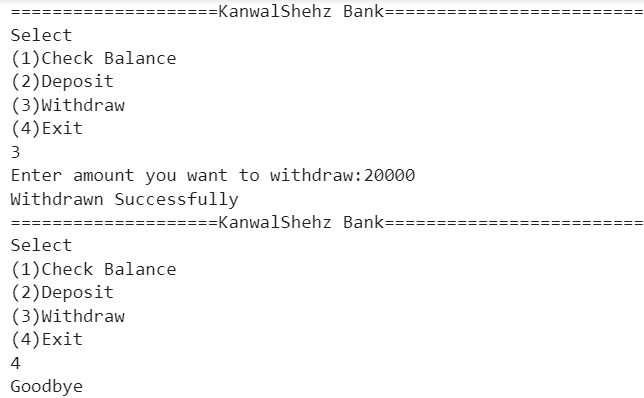 ====================KanwalShehz Bank=========================
Select
(1)Check Balance
(2)Deposit
(3)Withdraw
(4)Exit
3
Enter amount you want to withdraw:20000
Withdrawn Successfully
====================KanwalShehz Bank=========================
Select
(1)Check Balance
(2)Deposit
(3)Withdraw
(4)Exit
4
Goodbye